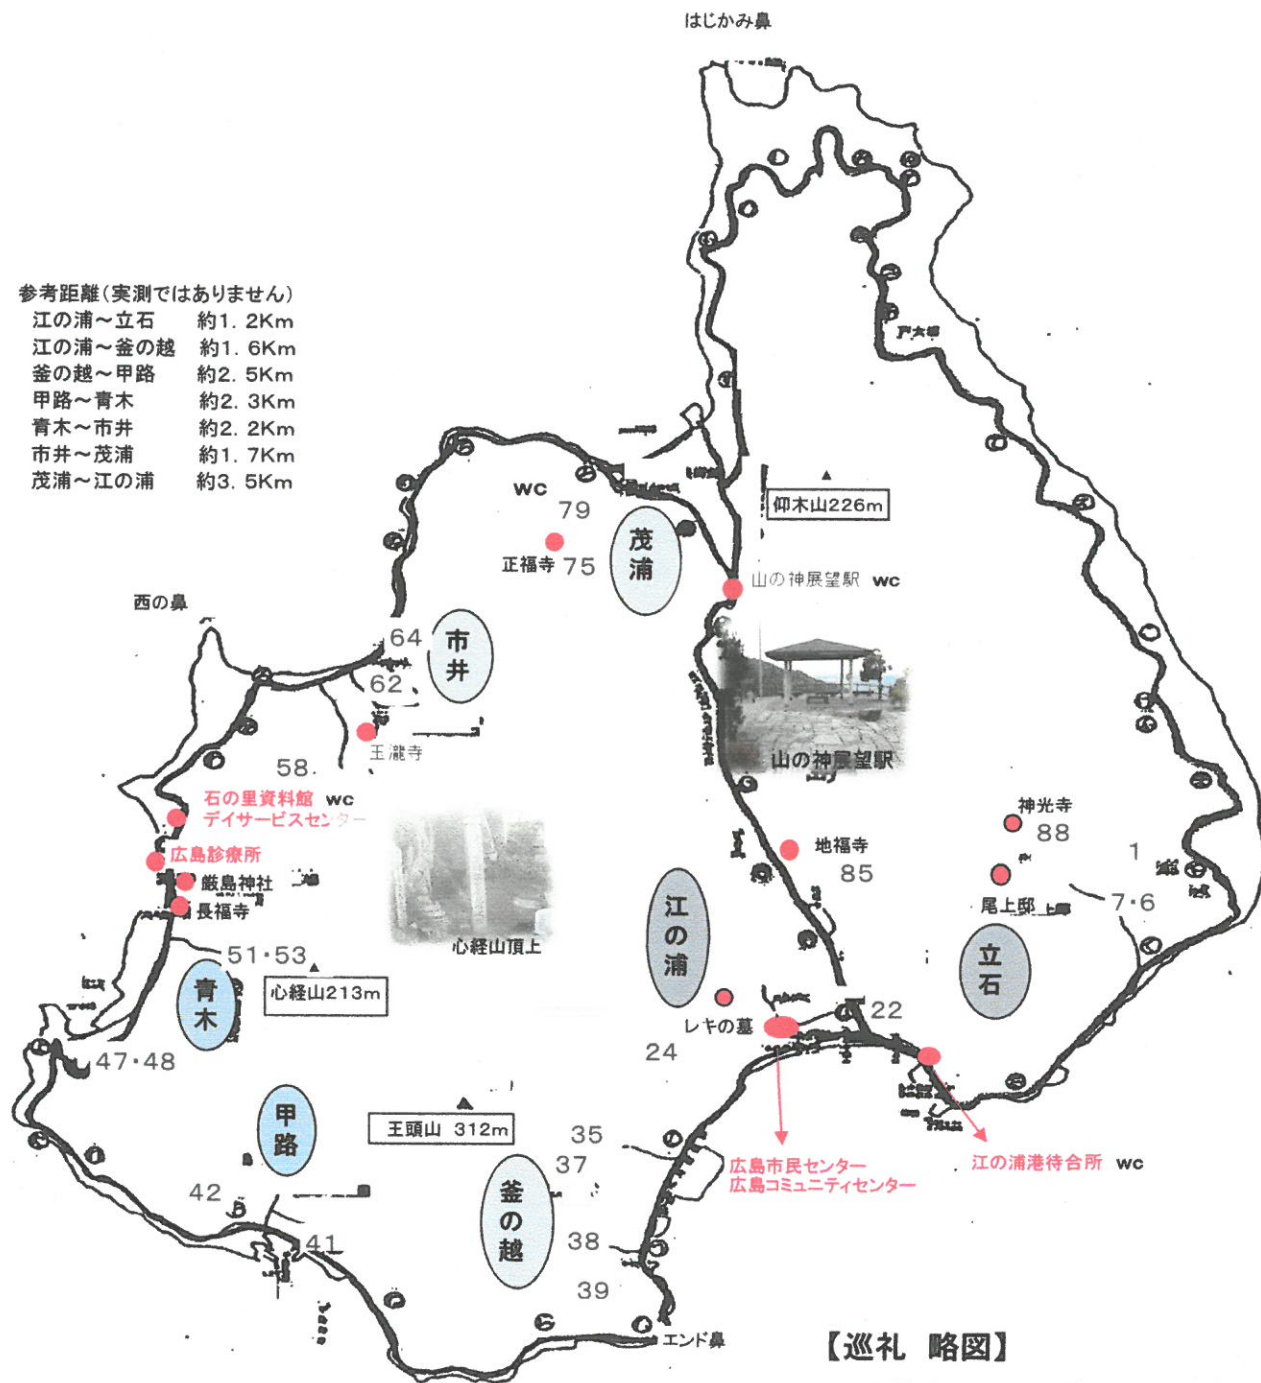 はじかみ鼻
参考距離(実測ではありません)
江の浦～立石 約1.2Km
江の浦～釜の越 約1.6Km
釜の越～甲路 約2.5Km
甲路～青木 約2.3Km
青木～市井 約2.2Km
市井～茂浦 約1.7Km
茂浦～江の浦 約3.5Km
WC
79
正福寺 75
茂浦
仰木山226m
山の神展望駅 WC
山の神展望駅
西の鼻
64
市井
62
王瀧寺
58
石の里資料館 WC
デイサービスセンター
広島診療所
厳島神社
長福寺
51・53
心経山213m
心経山頂上
青木
47・48
地福寺
85
神光寺
88
1
7・6
尾上邸
立石
江の浦
レキの墓
22
24
甲路
王頭山 312m
42
41
35
37
釜の越
38
39
広島市民センター
広島コミュニティセンター
江の浦港待合所 WC
エンド鼻
【巡礼 略図】